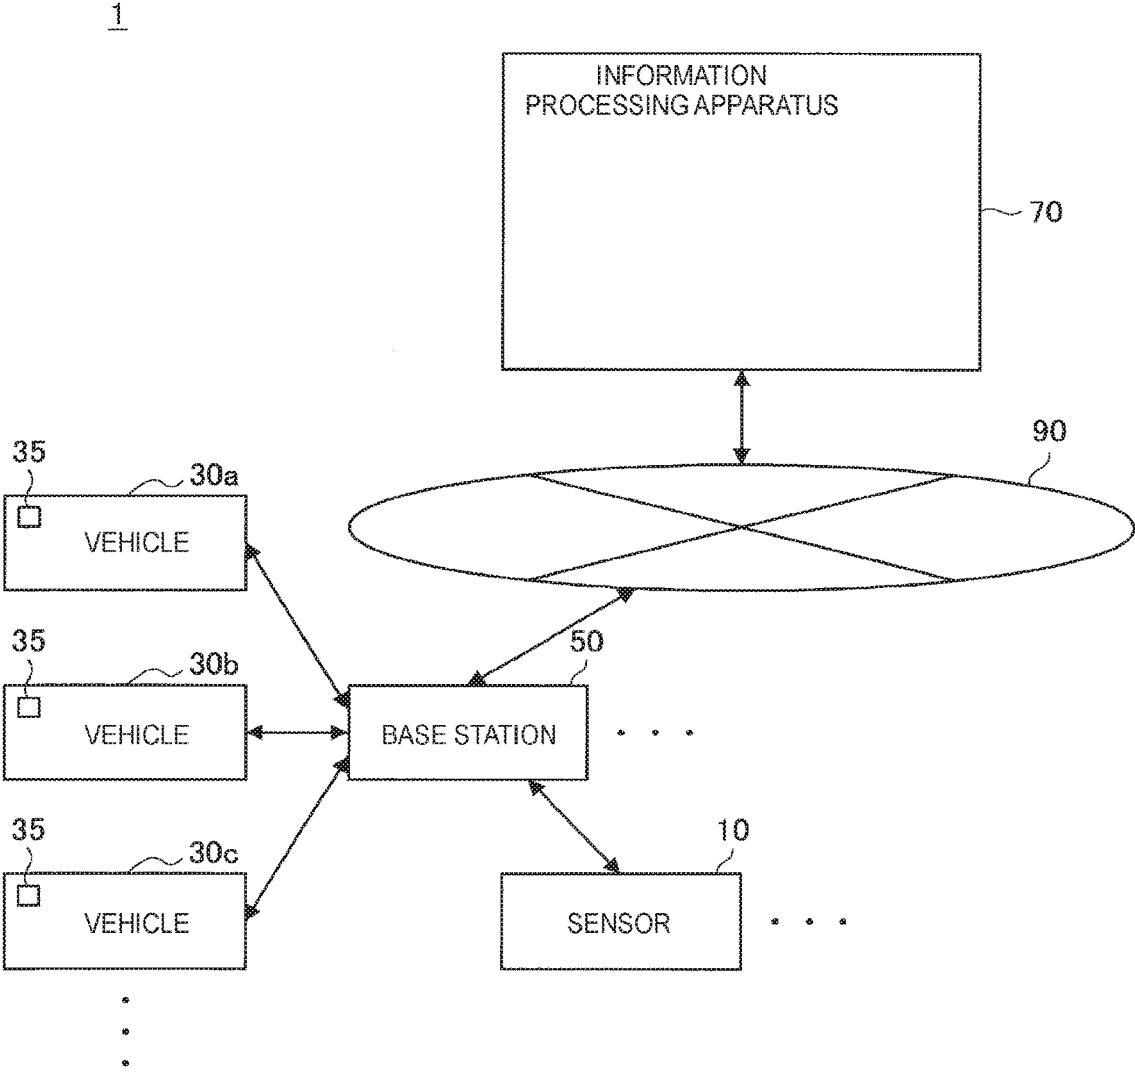 1
INFORMATION
PROCESSING APPARATUS
70
90
35
30a
VEHICLE
50
35
30b
VEHICLE
BASE STATION
35
30c
10
VEHICLE
SENSOR